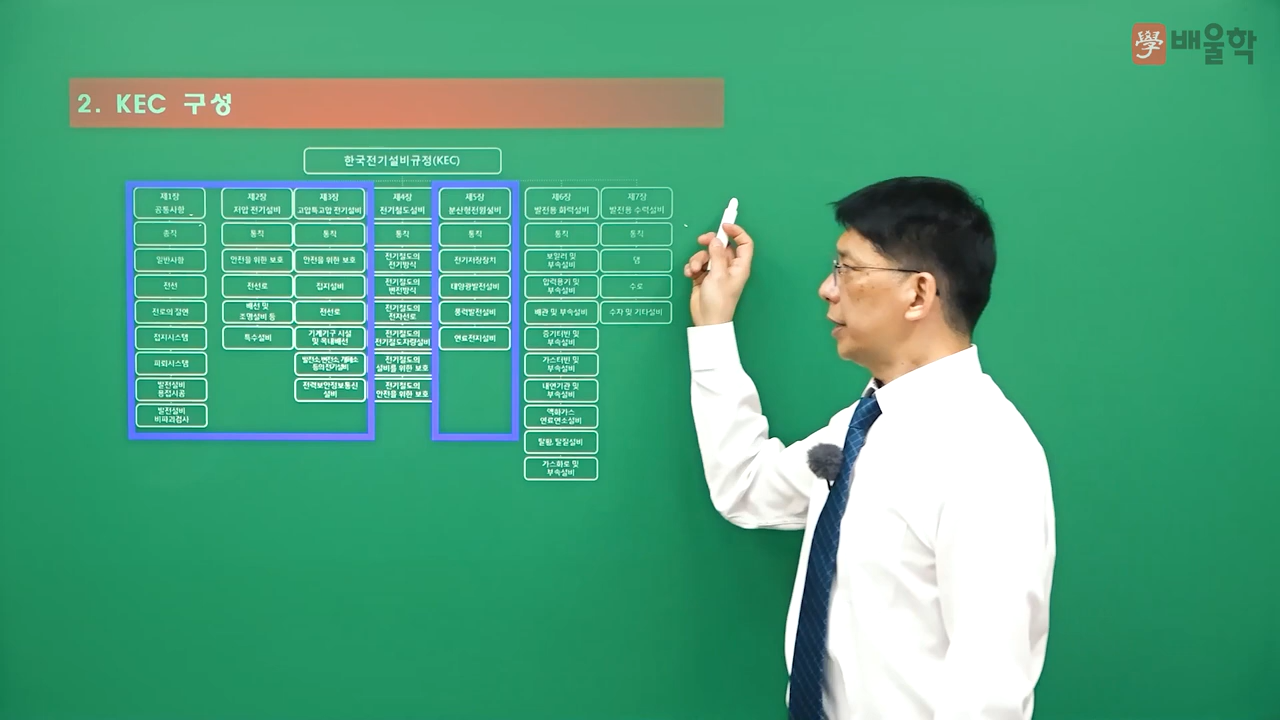 學 배울학
2. KEC 구성
한국전기설비규정(KEC)
제1장
공통사항
총칙
일반사항
전선
전로의 절연
접지시스템
피뢰시스템
발전설비
용접시공
발전설비
비파괴검사
제2장
저압 전기설비
통칙
안전을 위한 보호
전선로
배선 및
조명설비 등
특수설비
제3장
고압특고압 전기설비
통칙
안전을 위한 보호
접지설비
전선로
기계기구 시설
및 옥내배선
발전소, 변전소, 개폐소
등의 전기설비
전력보안정보통신
설비
제4장
전기철도설비
통칙
전기철도의
전기방식
전기철도의
변전방식
전기철도의
전차선로
전기철도의
전기철도차량설비
전기철도의
설비를 위한 보호
전기철도의
안전을 위한 보호
제5장
분산형전원설비
통칙
전기저장장치
태양광발전설비
풍력발전설비
연료전지설비
제6장
발전용 화력설비
통칙
보일러 및
부속설비
압력용기 및
부속설비
배관 및 부속설비
증기터빈 및
부속설비
가스터빈 및
부속설비
내연기관 및
부속설비
액화가스
연료연소설비
탈황, 탈질설비
가스화로 및
부속설비
제7장
발전용 수력설비
통칙
댐
수로
수차 및 기타설비